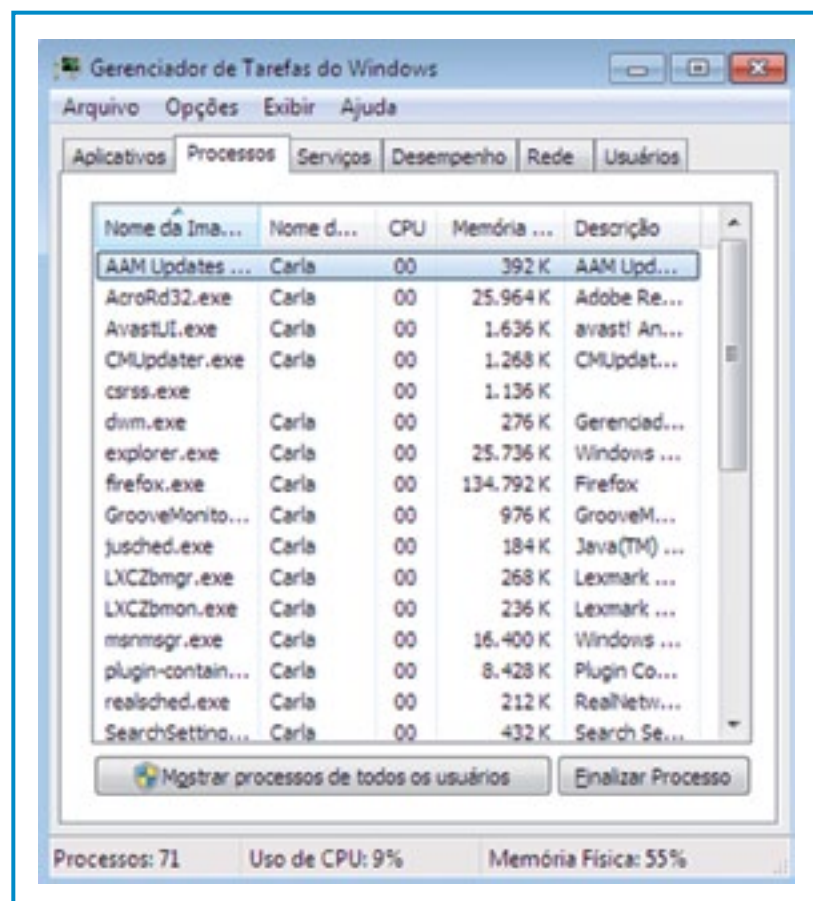 Gerenciador de Tarefas do Windows
Arquivo Opções Exibir Ajuda
Aplicativos Processos Serviços Desempenho Rede Usuários
Nome da Ima... Nome d... CPU Memória ... Descrição
AAM Updates ... Carla 00 392 K AAM Upd...
AcroRd32.exe Carla 00 25.964 K Adobe Re...
AvastUI.exe Carla 00 1.636 K avast! An...
CMUpdater.exe Carla 00 1.268 K CMUpdat...
csrss.exe 00 1.136 K
dwm.exe Carla 00 276 K Gerenciad...
explorer.exe Carla 00 25.736 K Windows ...
firefox.exe Carla 00 134.792 K Firefox
GrooveMonito... Carla 00 976 K GrooveM...
jusched.exe Carla 00 184 K Java(TM) ...
LXCZbmgr.exe Carla 00 268 K Lexmark ...
LXCZbmon.exe Carla 00 236 K Lexmark ...
msnmsgr.exe Carla 00 16.400 K Windows ...
plugin-contain... Carla 00 8.428 K Plugin Co...
realsched.exe Carla 00 212 K RealNetw...
SearchSetting... Carla 00 432 K Search Se...
Mostrar processos de todos os usuários Finalizar Processo
Processos: 71 Uso de CPU: 9% Memória Física: 55%